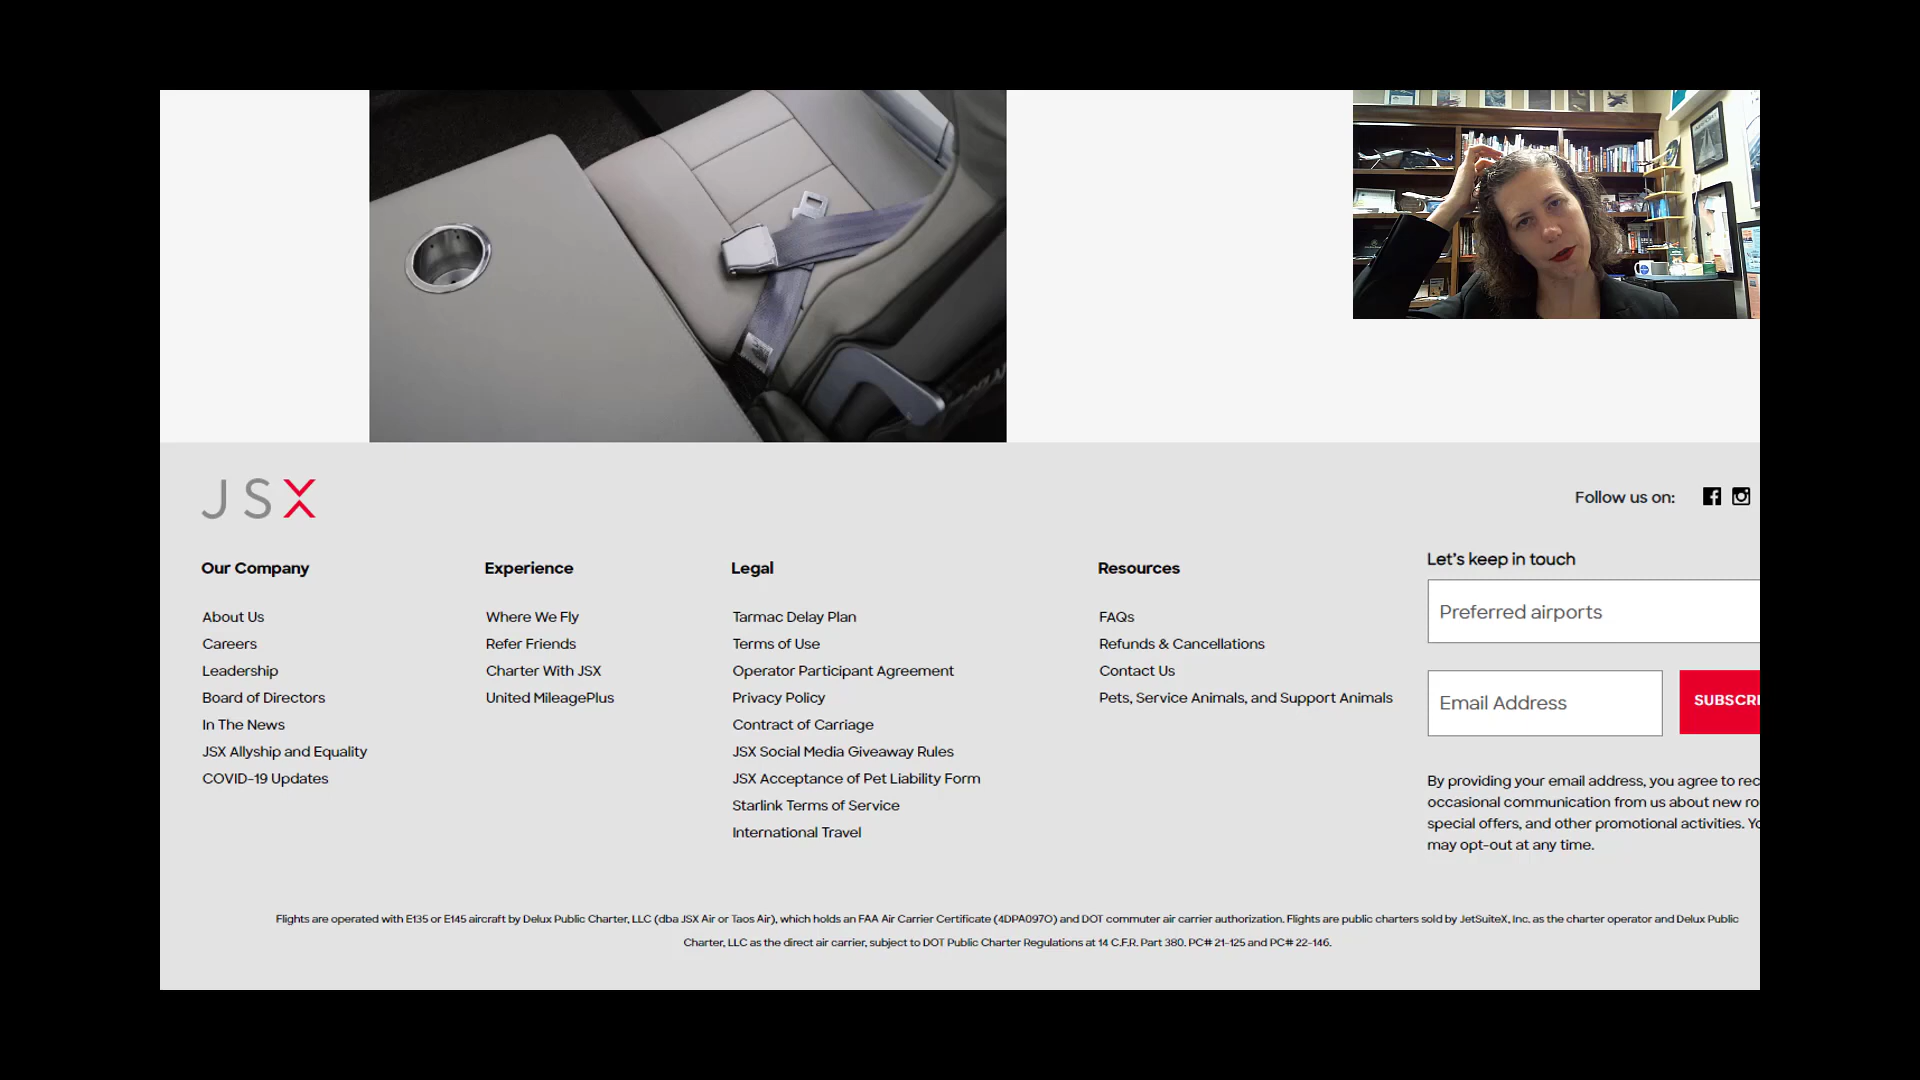 JSX
Follow us on:
Our Company
About Us
Careers
Leadership
Board of Directors
In The News
JSX Allyship and Equality
COVID-19 Updates
Experience
Where We Fly
Refer Friends
Charter With JSX
United MileagePlus
Legal
Tarmac Delay Plan
Terms of Use
Operator Participant Agreement
Privacy Policy
Contract of Carriage
JSX Social Media Giveaway Rules
JSX Acceptance of Pet Liability Form
Starlink Terms of Service
International Travel
Resources
FAQs
Refunds & Cancellations
Contact Us
Pets, Service Animals, and Support Animals
Let's keep in touch
Preferred airports
Email Address
SUBSCRI
By providing your email address, you agree to rec
occasional communication from us about new ro
special offers, and other promotional activities. Yo
may opt-out at any time.
Flights are operated with E135 or E145 aircraft by Delux Public Charter, LLC (dba JSX Air or Taos Air), which holds an FAA Air Carrier Certificate (4DPA097O) and DOT commuter air carrier authorization. Flights are public charters sold by JetSuiteX, Inc. as the charter operator and Delux Public
Charter, LLC as the direct air carrier, subject to DOT Public Charter Regulations at 14 C.F.R. Part 380. PC# 21-125 and PC# 22-146.